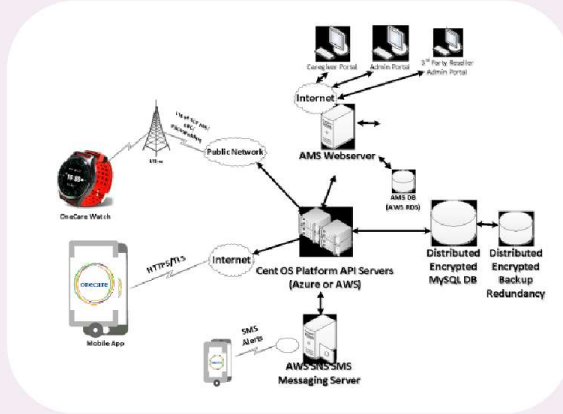 Caregiver Portal
Admin Portal
3rd Party Reseller
Admin Portal
Internet
AMS Webserver
Public Network
AMS DB
(AWS RDS)
16 05
OneCare Watch
HTTPS/TLS
Internet
Cent OS Platform API Servers
(Azure or AWS)
Distributed
Encrypted
MySQL DB
Distributed
Encrypted
Backup
Redundancy
onecare
Mobile App
SMS
Alerts
AWS SNS SMS
Messaging Server